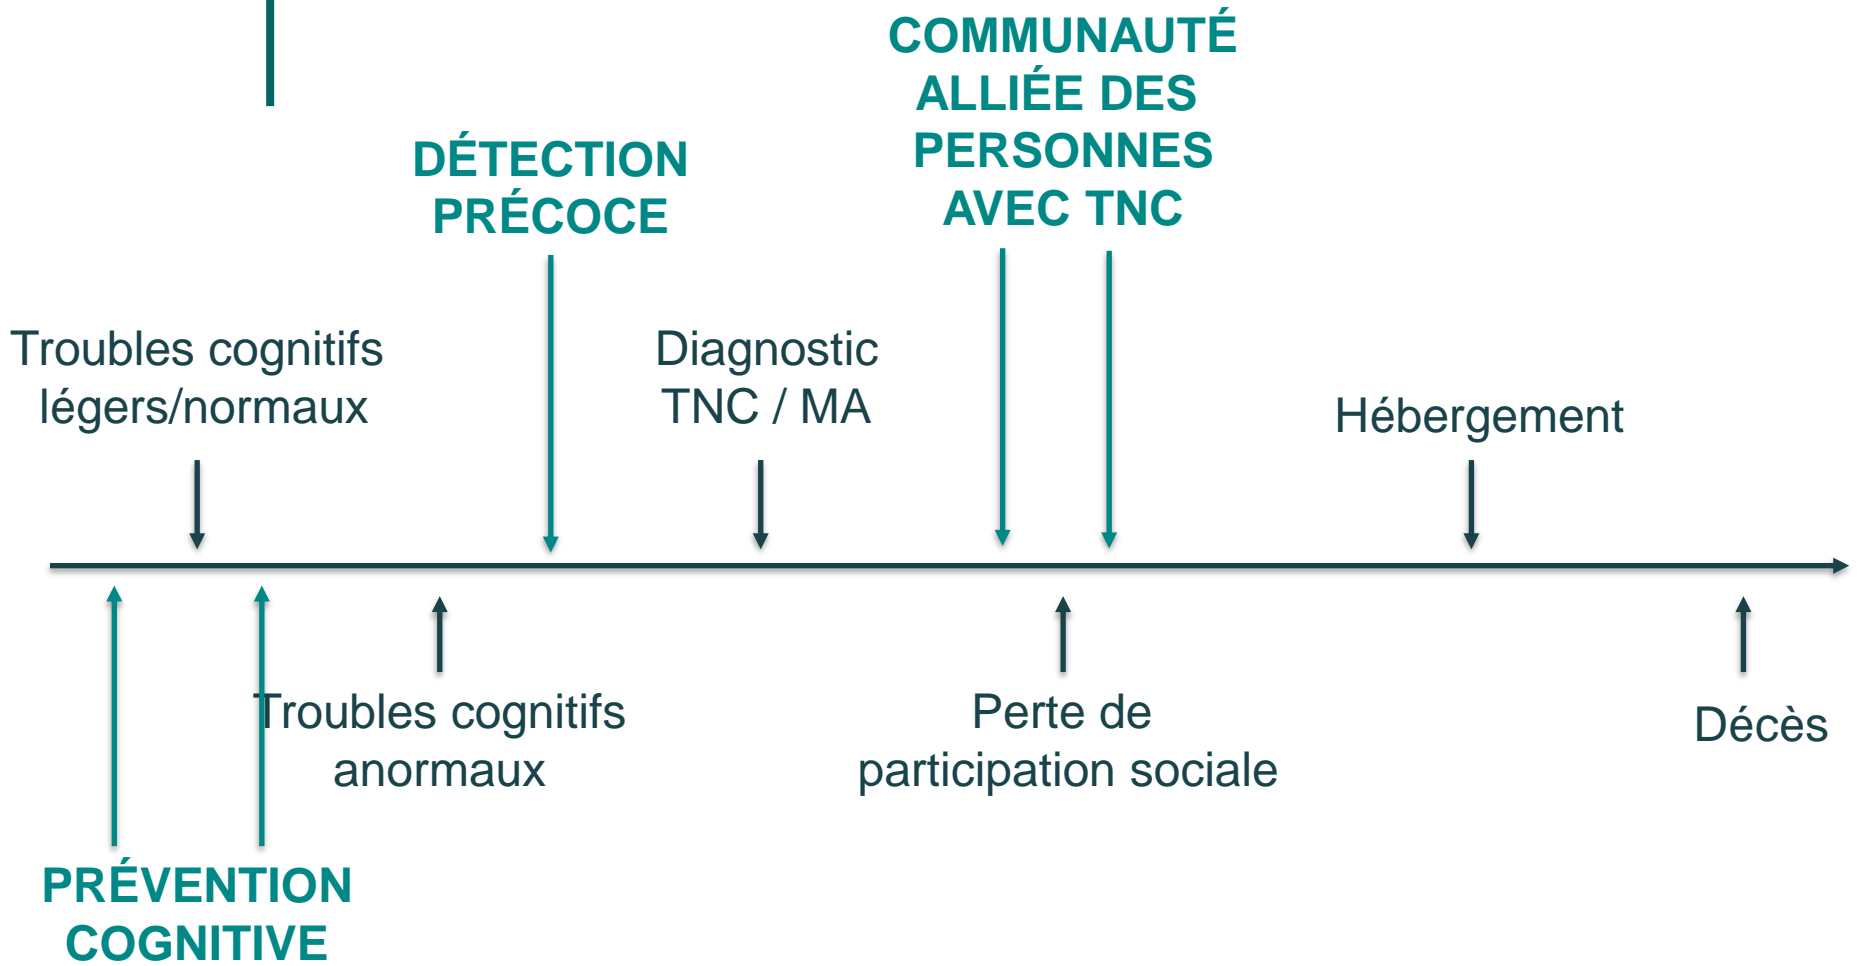 COMMUNAUTÉ
ALLIÉE DES
PERSONNES
AVEC TNC
DÉTECTION
PRÉCOCE
Troubles cognitifs
légers/normaux
Diagnostic
TNC / MA
Hébergement
Troubles cognitifs
anormaux
Perte de
participation sociale
Décès
PRÉVENTION
COGNITIVE